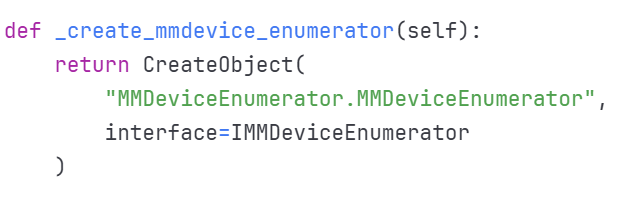 def _create_mmdevice_enumerator(self):
    return CreateObject(
        "MMDeviceEnumerator.MMDeviceEnumerator",
        interface=IMMDeviceEnumerator
    )